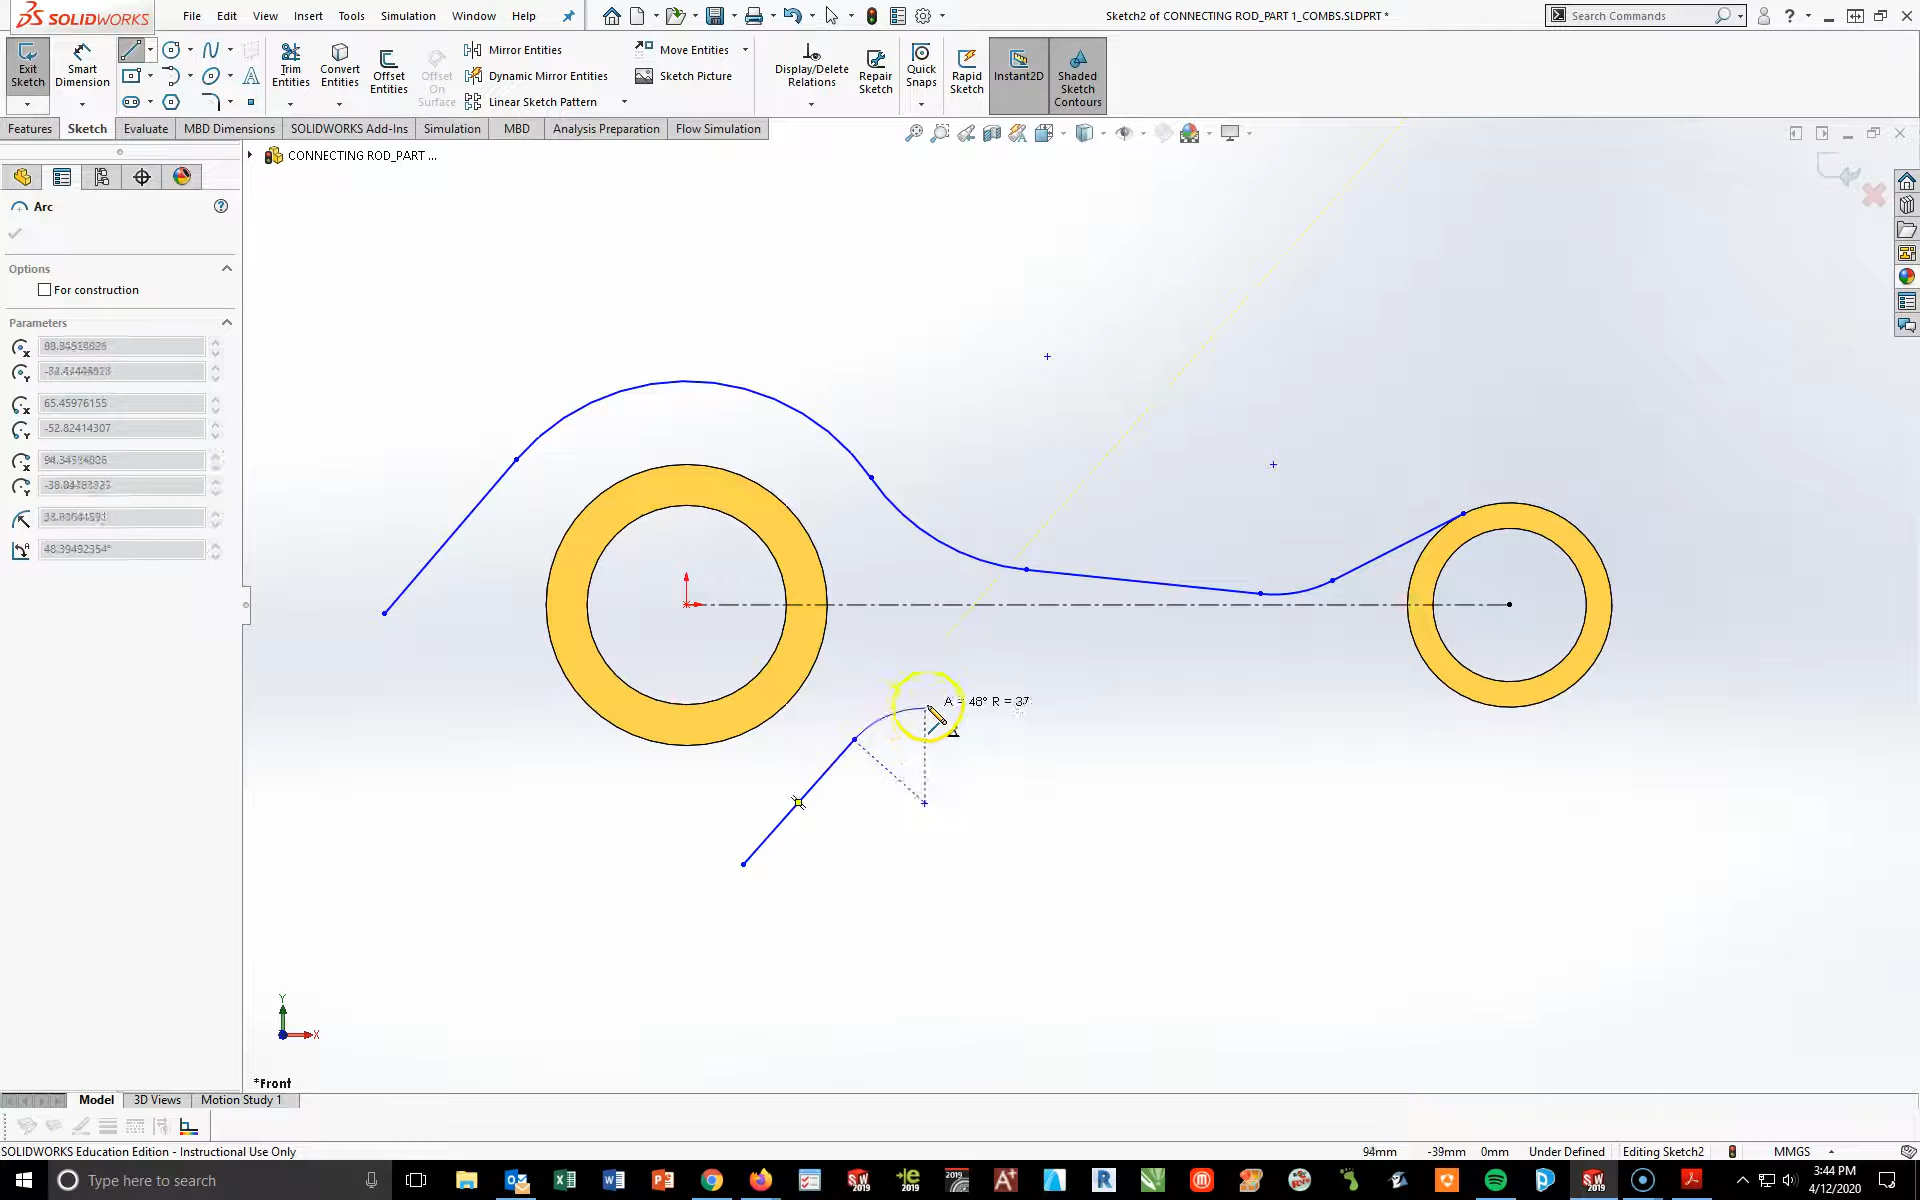 SOLIDWORKS
File Edit View Insert Tools Simulation Window Help
Sketch2 of CONNECTING ROD_PART 1_COMBS.SLDPRT *
Search Commands
Exit Sketch
Smart Dimension
Trim Entities
Convert Entities
Offset Entities
Offset On Surface
Mirror Entities
Dynamic Mirror Entities
Linear Sketch Pattern
Move Entities
Sketch Picture
Display/Delete Relations
Repair Sketch
Quick Snaps
Rapid Sketch
Instant2D
Shaded Sketch Contours
Features Sketch Evaluate MBD Dimensions SOLIDWORKS Add-Ins Simulation MBD Analysis Preparation Flow Simulation
CONNECTING ROD_PART ...
Arc
Options
For construction
Parameters
65.45976155
-52.82414307
48.39492354°
A = 48° R = 37
Y
X
*Front
Model 3D Views Motion Study 1
SOLIDWORKS Education Edition - Instructional Use Only
94mm -39mm 0mm Under Defined Editing Sketch2 MMGS
Type here to search
3:44 PM
4/12/2020